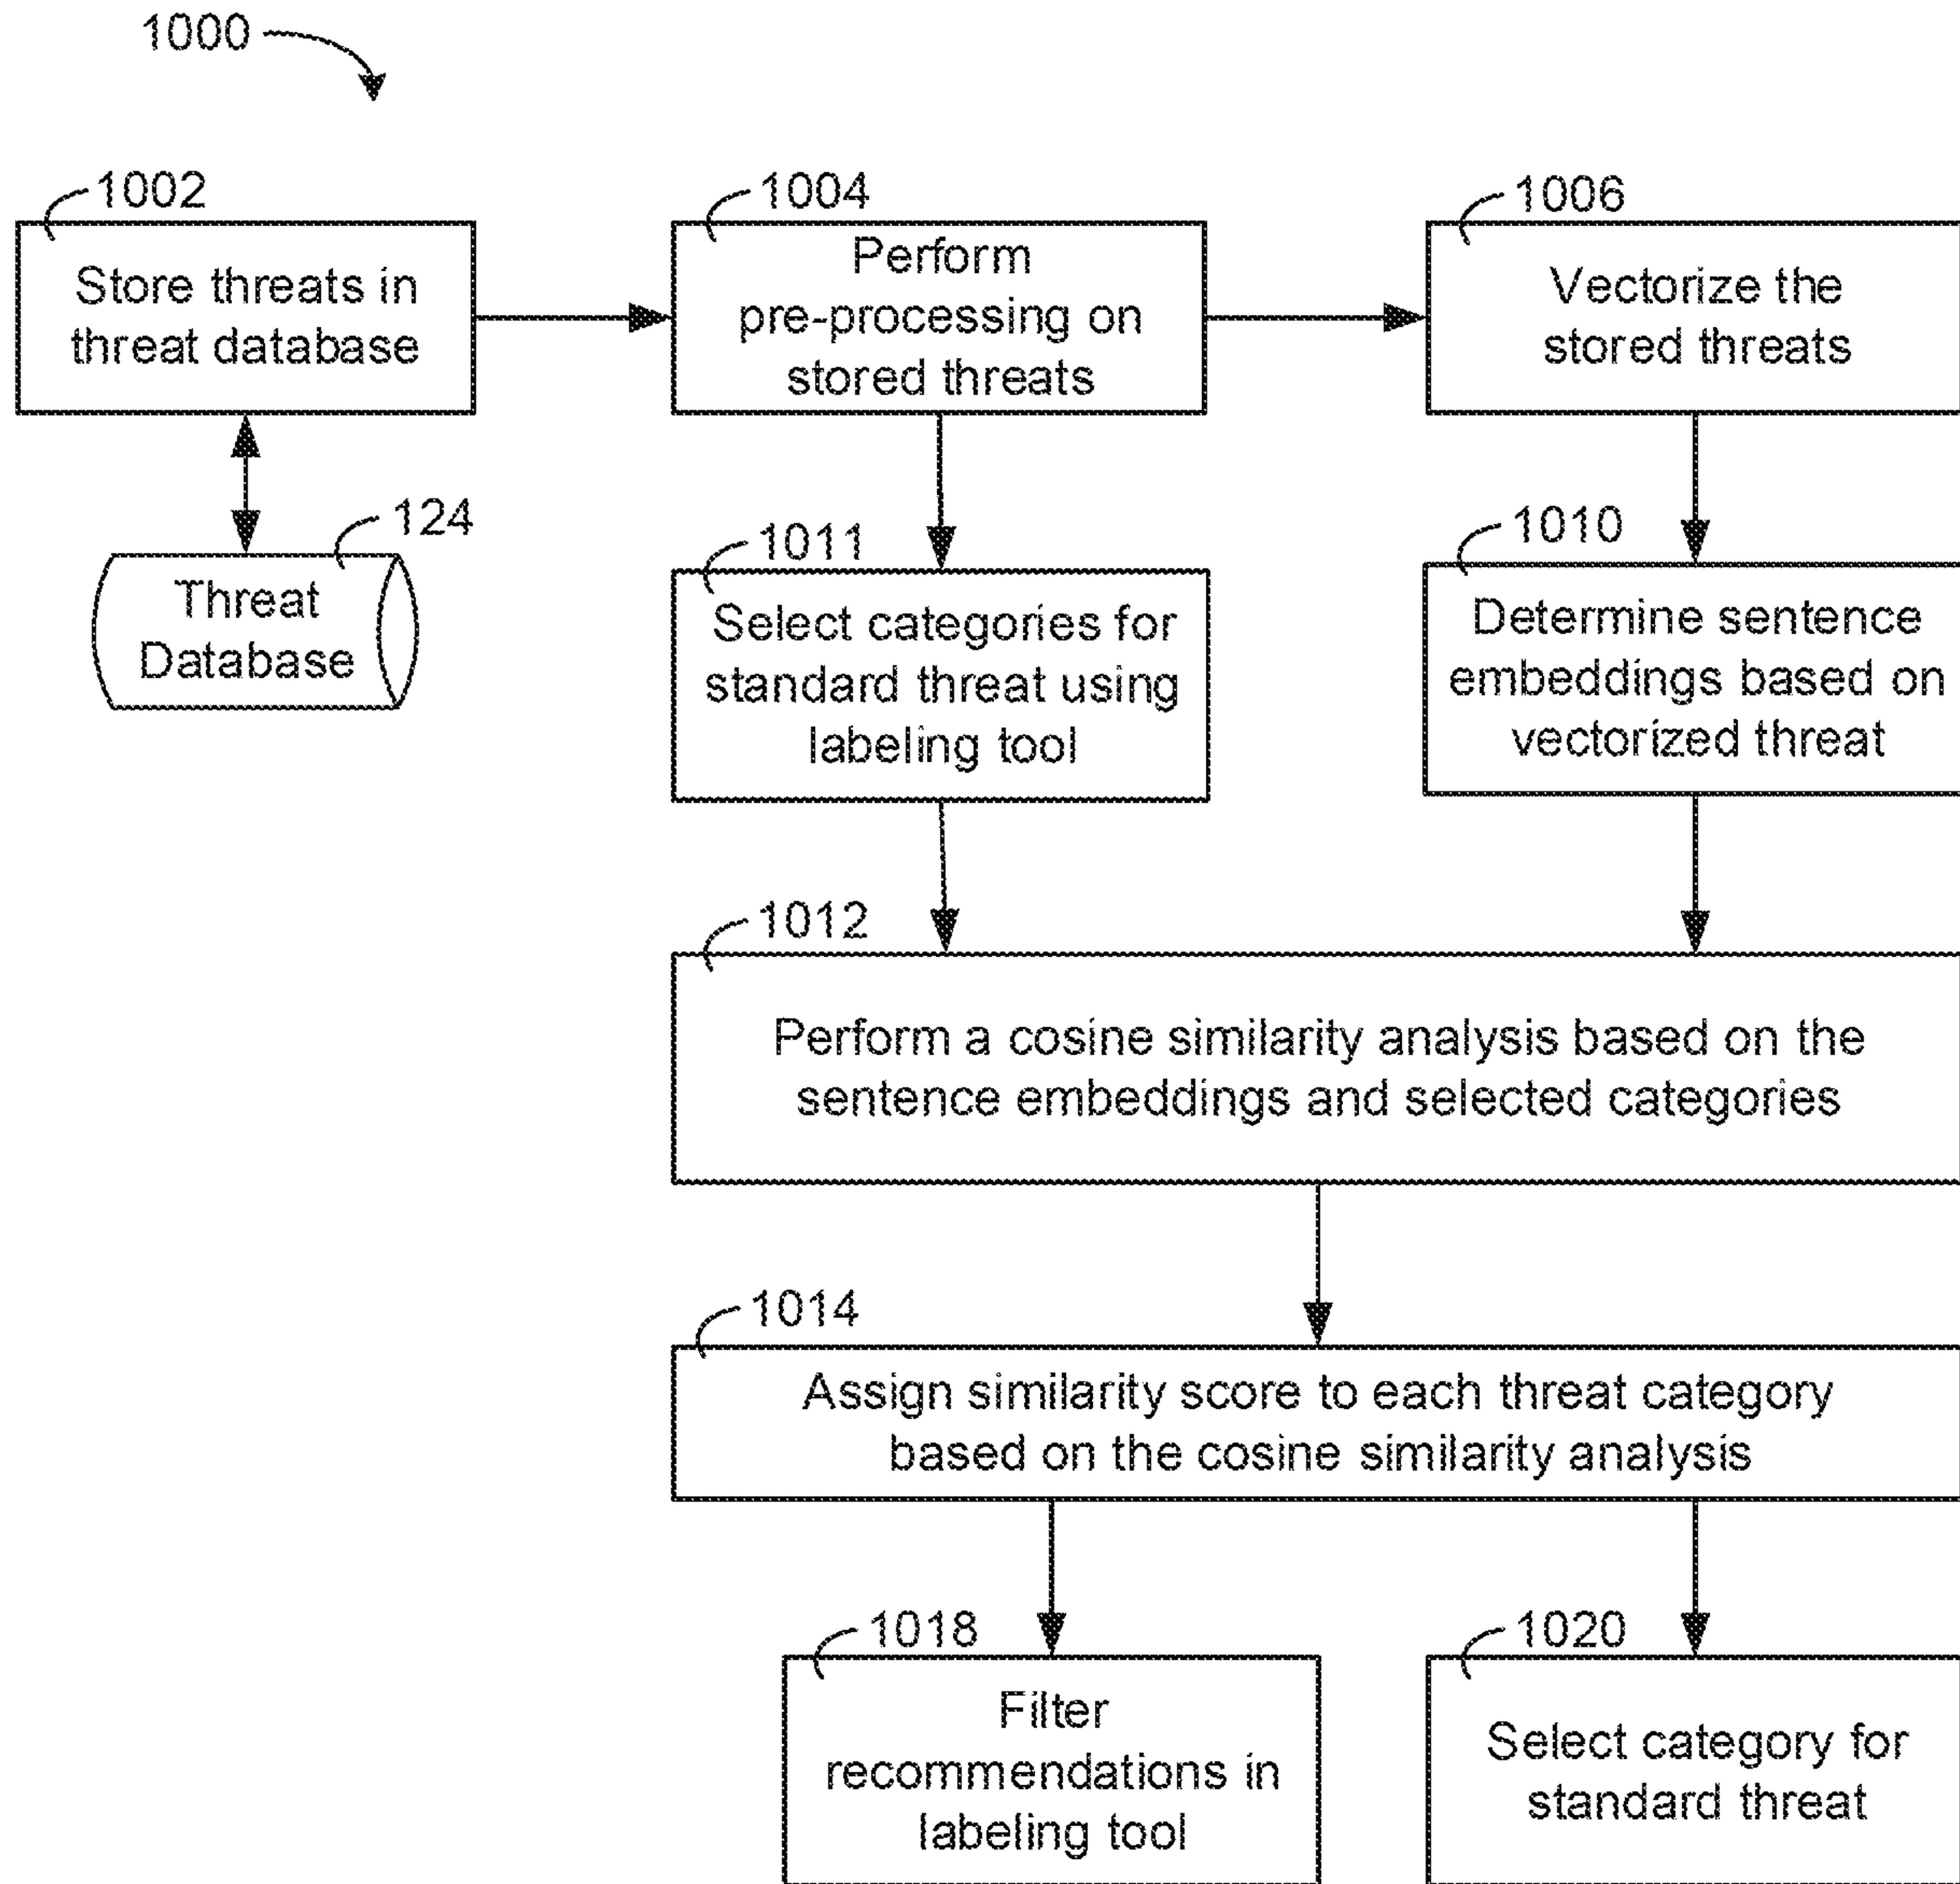 1000
1002
Store threats in
threat database
124
Threat
Database
1004
Perform
pre-processing on
stored threats
1006
Vectorize the
stored threats
1011
Select categories for
standard threat using
labeling tool
1010
Determine sentence
embeddings based on
vectorized threat
1012
Perform a cosine similarity analysis based on the
sentence embeddings and selected categories
1014
Assign similarity score to each threat category
based on the cosine similarity analysis
1018
Filter
recommendations in
labeling tool
1020
Select category for
standard threat